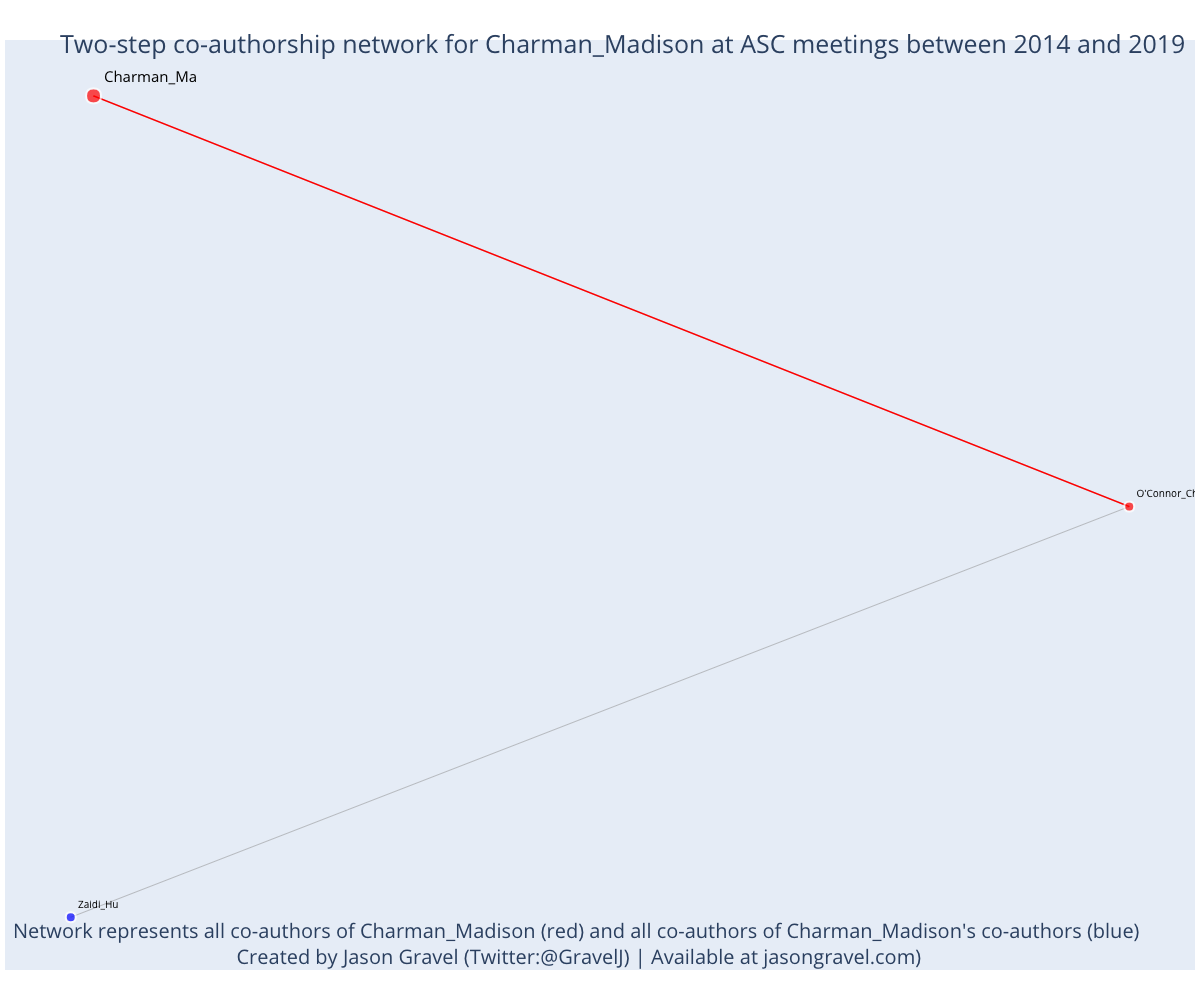 Two-step co-authorship network for Charman_Madison at ASC meetings between 2014 and 2019
Charman_Ma
O'Connor_Ch
Zaidi_Hu
Network represents all co-authors of Charman_Madison (red) and all co-authors of Charman_Madison's co-authors (blue)
Created by Jason Gravel (Twitter:@GravelJ) | Available at jasongravel.com)